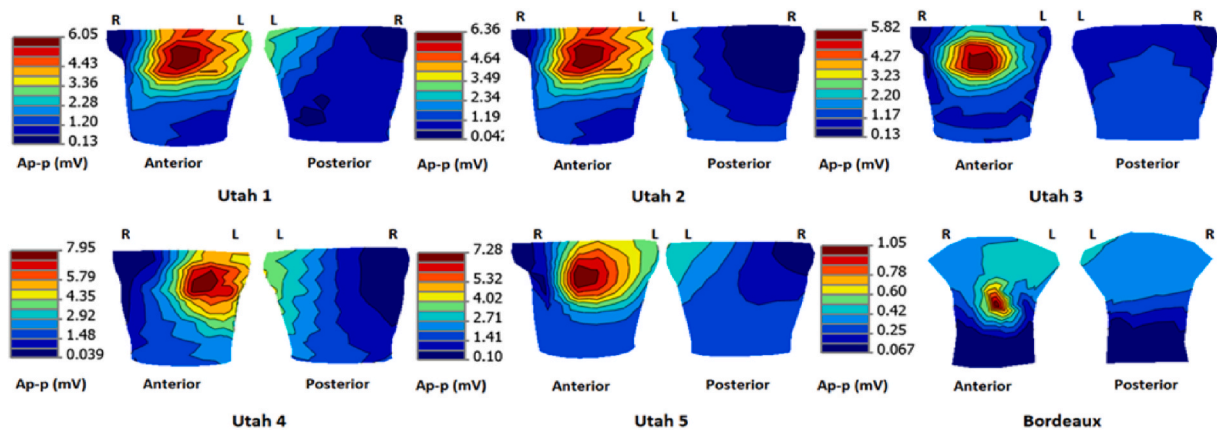 R L L R
6.05
4.43
3.36
2.28
1.20
0.13
Ap-p (mV) Anterior Posterior
Utah 1
R L L R
6.36
4.64
3.49
2.34
1.19
0.042
Ap-p (mV) Anterior Posterior
Utah 2
R L L R
5.82
4.27
3.23
2.20
1.17
0.13
Ap-p (mV) Anterior Posterior
Utah 3
R L L R
7.95
5.79
4.35
2.92
1.48
0.039
Ap-p (mV) Anterior Posterior
Utah 4
R L L R
7.28
5.32
4.02
2.71
1.41
0.10
Ap-p (mV) Anterior Posterior
Utah 5
R L L R
1.05
0.78
0.60
0.42
0.25
0.067
Ap-p (mV) Anterior Posterior
Bordeaux